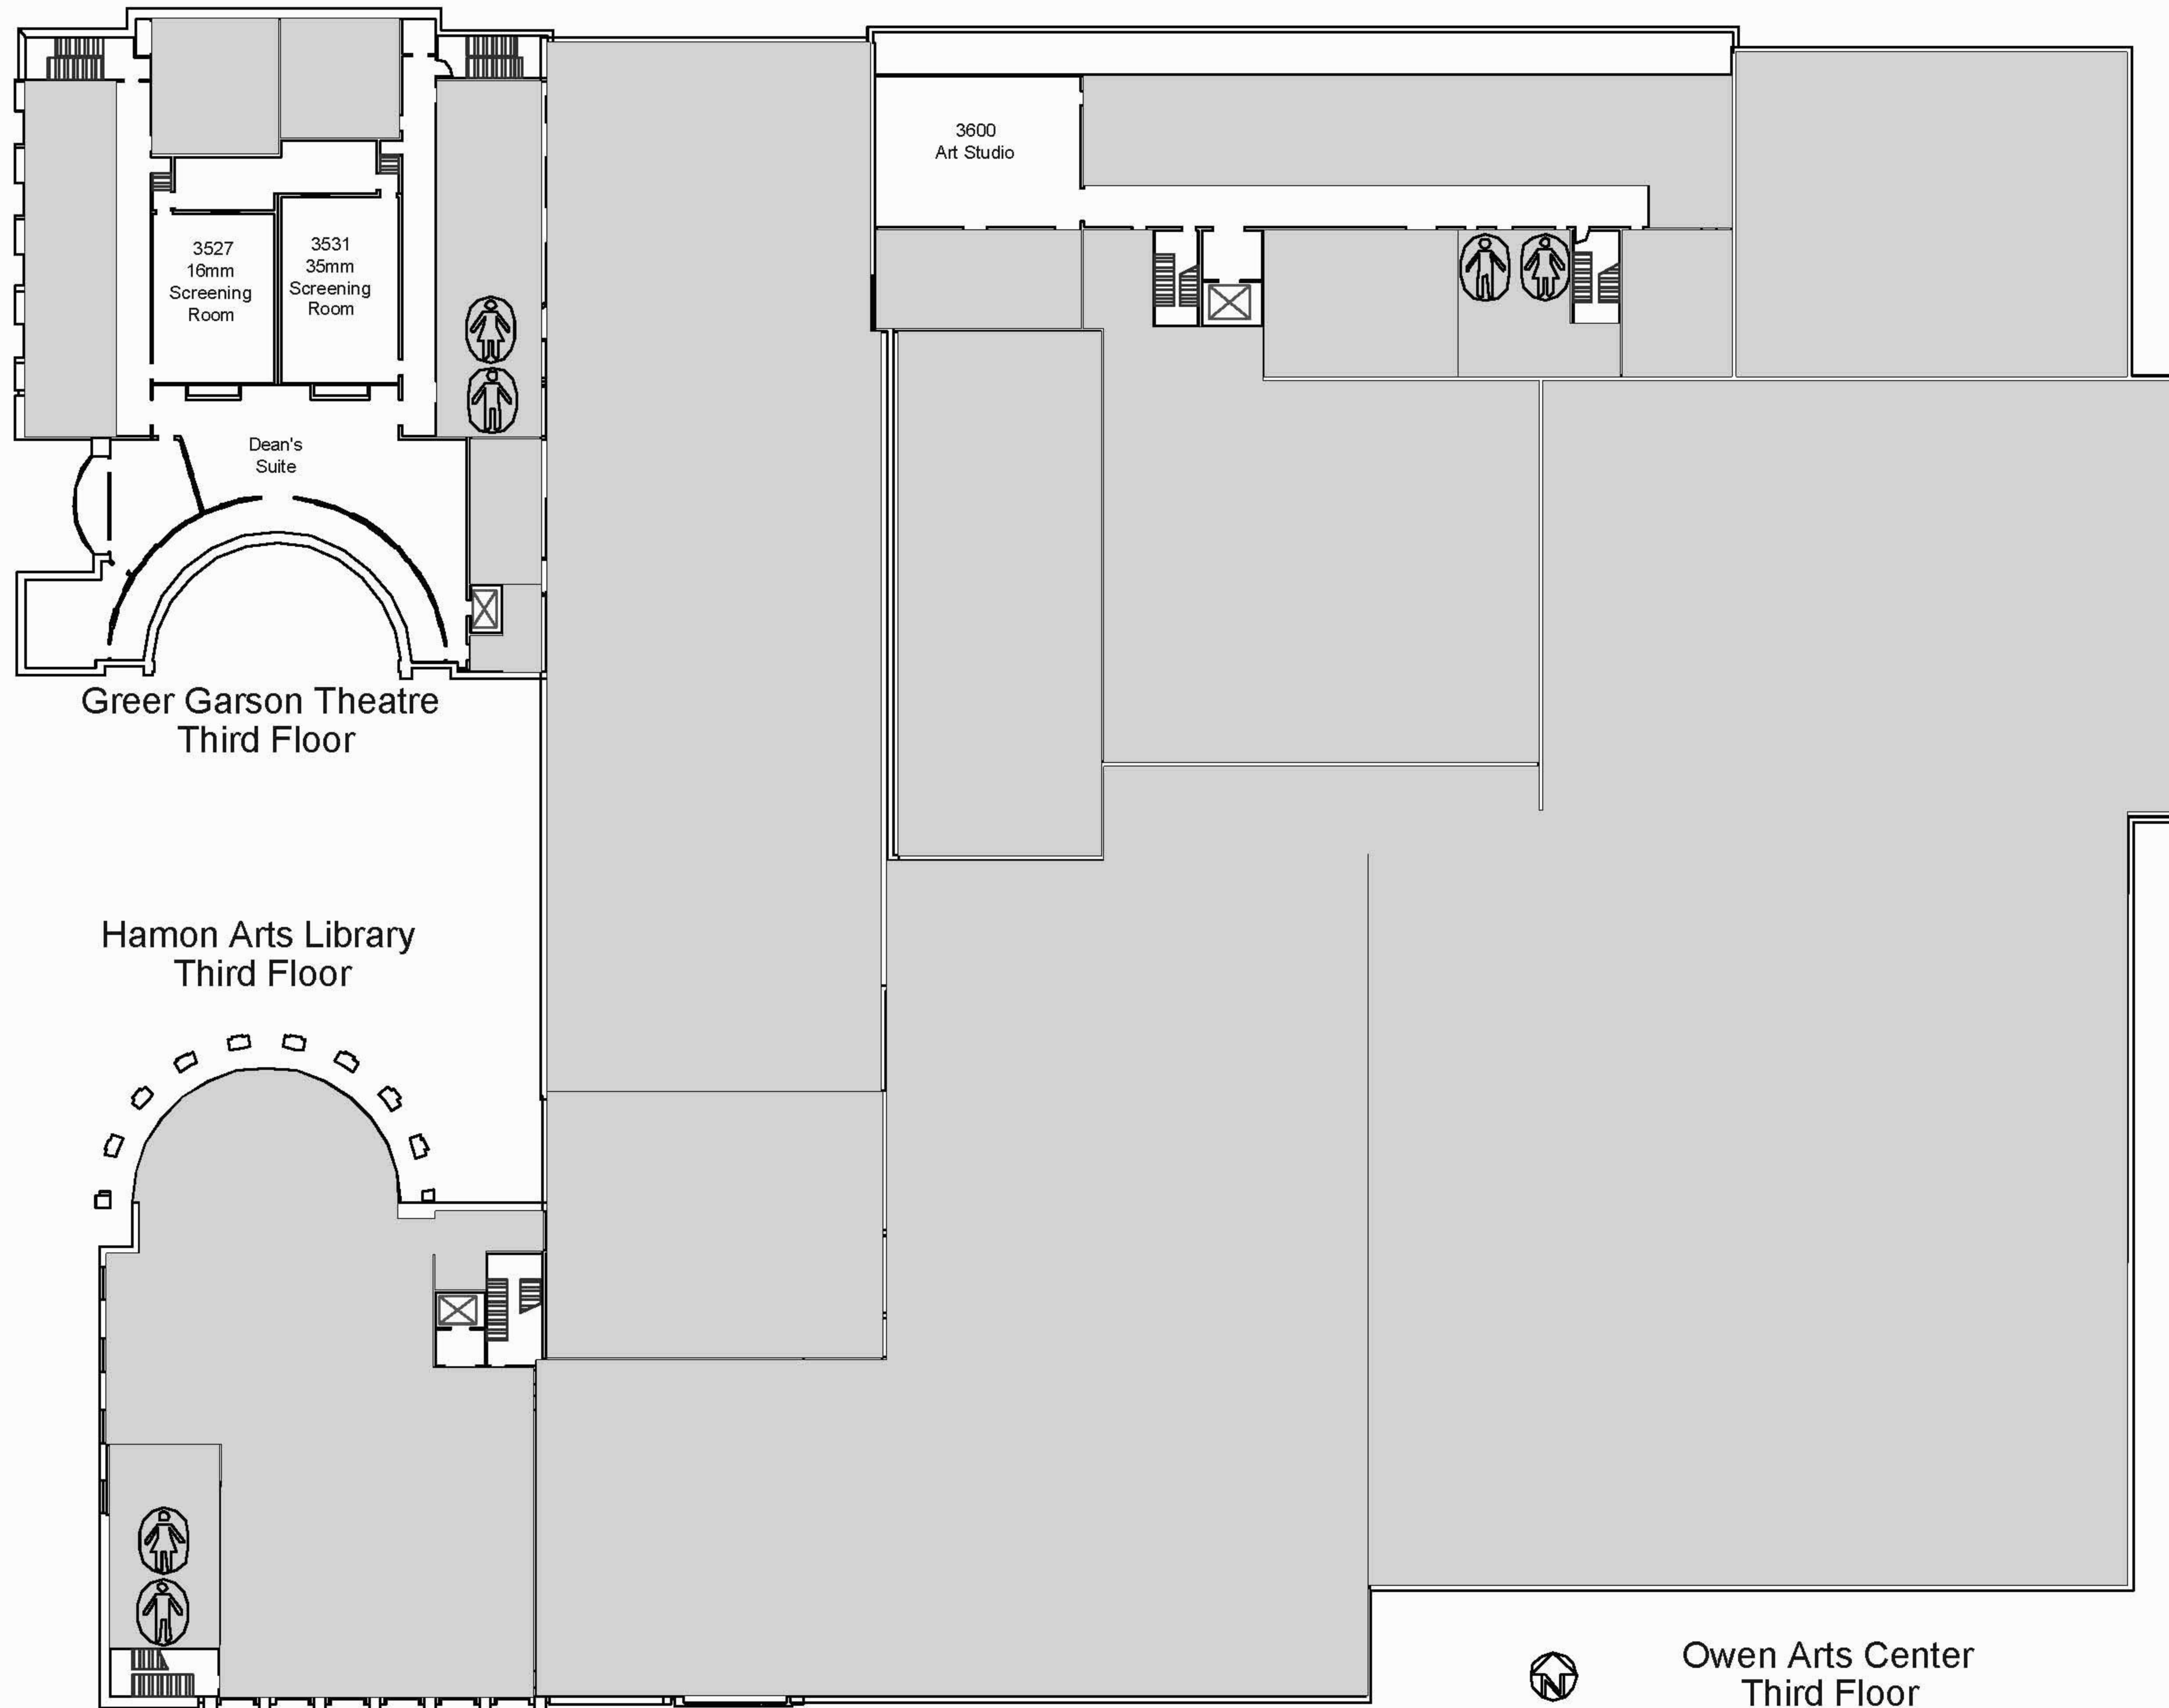 3600
Art Studio
3527
16mm
Screening
Room
3531
35mm
Screening
Room
Dean's
Suite
Greer Garson Theatre
Third Floor
Hamon Arts Library
Third Floor
N
Owen Arts Center
Third Floor